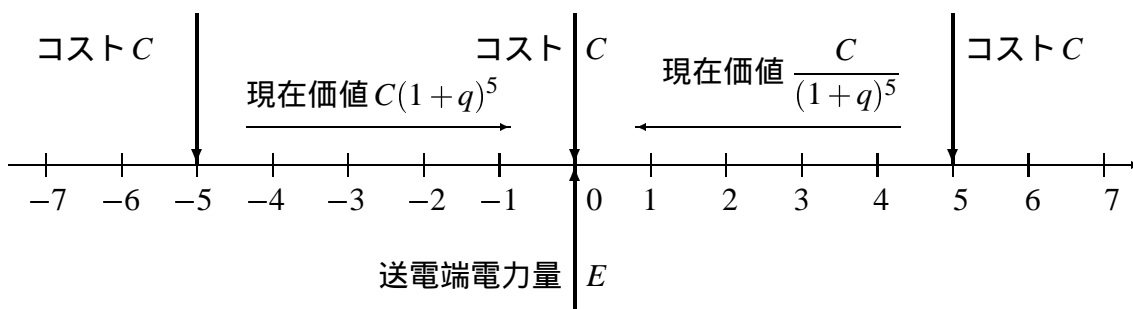 コスト C　コスト C　コスト C
現在価値 C(1+q)^5　現在価値 C/(1+q)^5
−7 −6 −5 −4 −3 −2 −1 0 1 2 3 4 5 6 7
送電端電力量 E